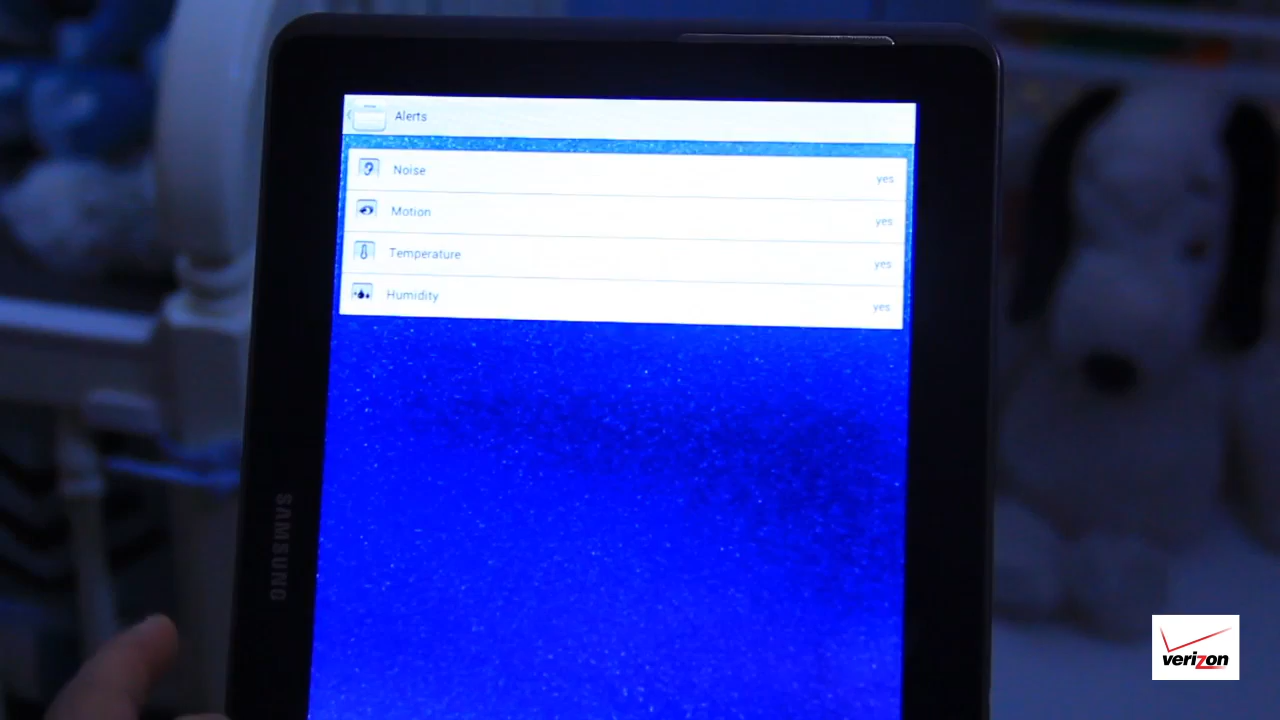 Alerts
Noise yes
Motion yes
Temperature yes
Humidity yes
SAMSUNG
verizon